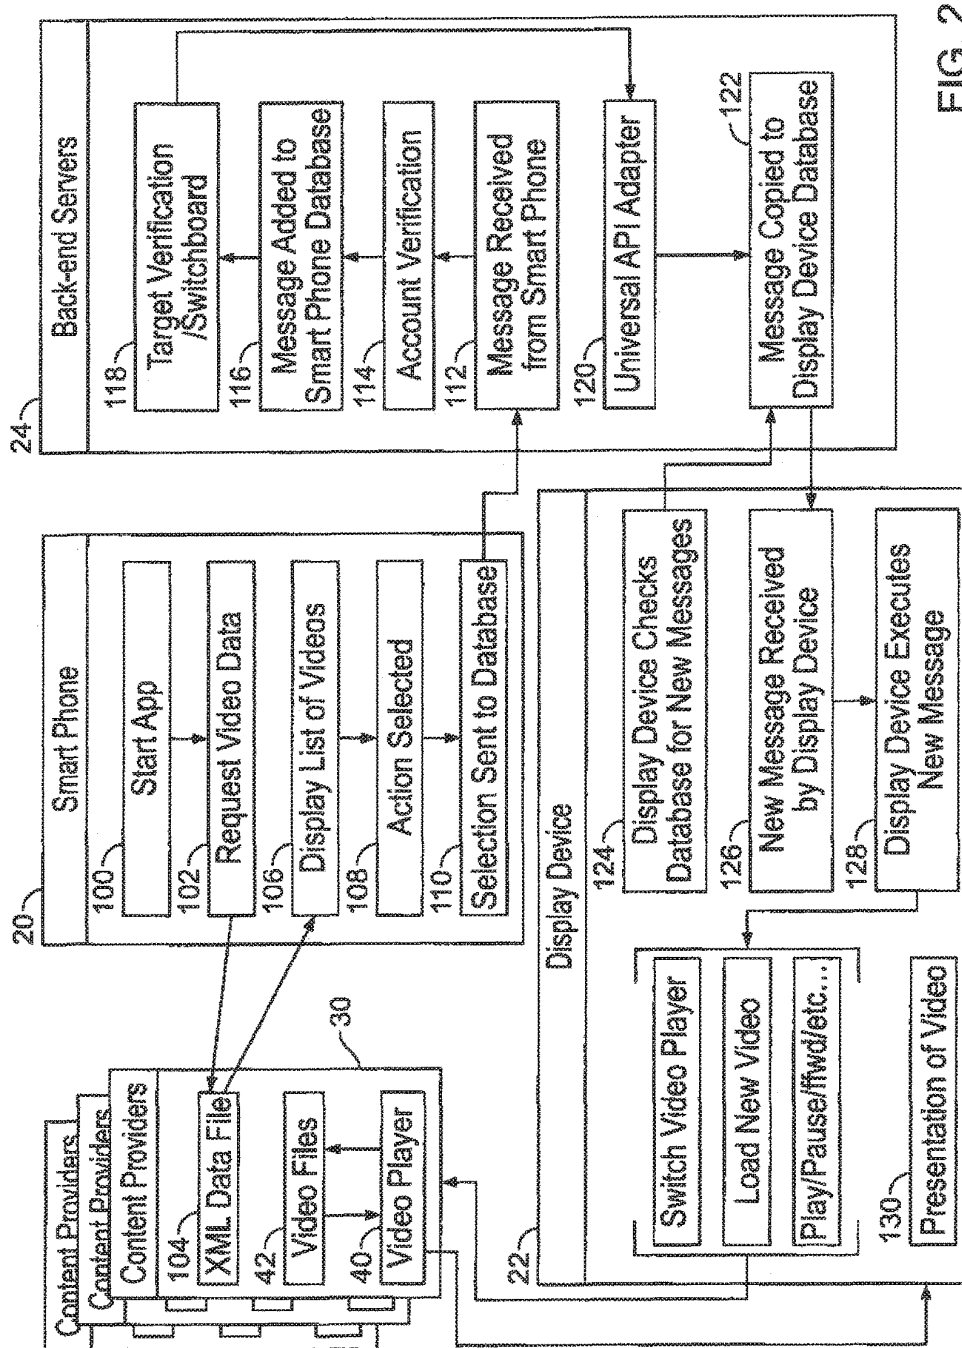 Content Providers
Content Providers
Content Providers
30
104
XML Data File
42
Video Files
40
Video Player
20
Smart Phone
100
Start App
102
Request Video Data
106
Display List of Videos
108
Action Selected
110
Selection Sent to Database
24
Back-end Servers
118
Target Verification
/Switchboard
116
Message Added to
Smart Phone Database
114
Account Verification
112
Message Received
from Smart Phone
120
Universal API Adapter
122
Message Copied to
Display Device Database
22
Display Device
124
Display Device Checks
Database for New Messages
126
New Message Received
by Display Device
128
Display Device Executes
New Message
Switch Video Player
Load New Video
Play/Pause/ffwd/etc...
130
Presentation of Video
FIG. 2